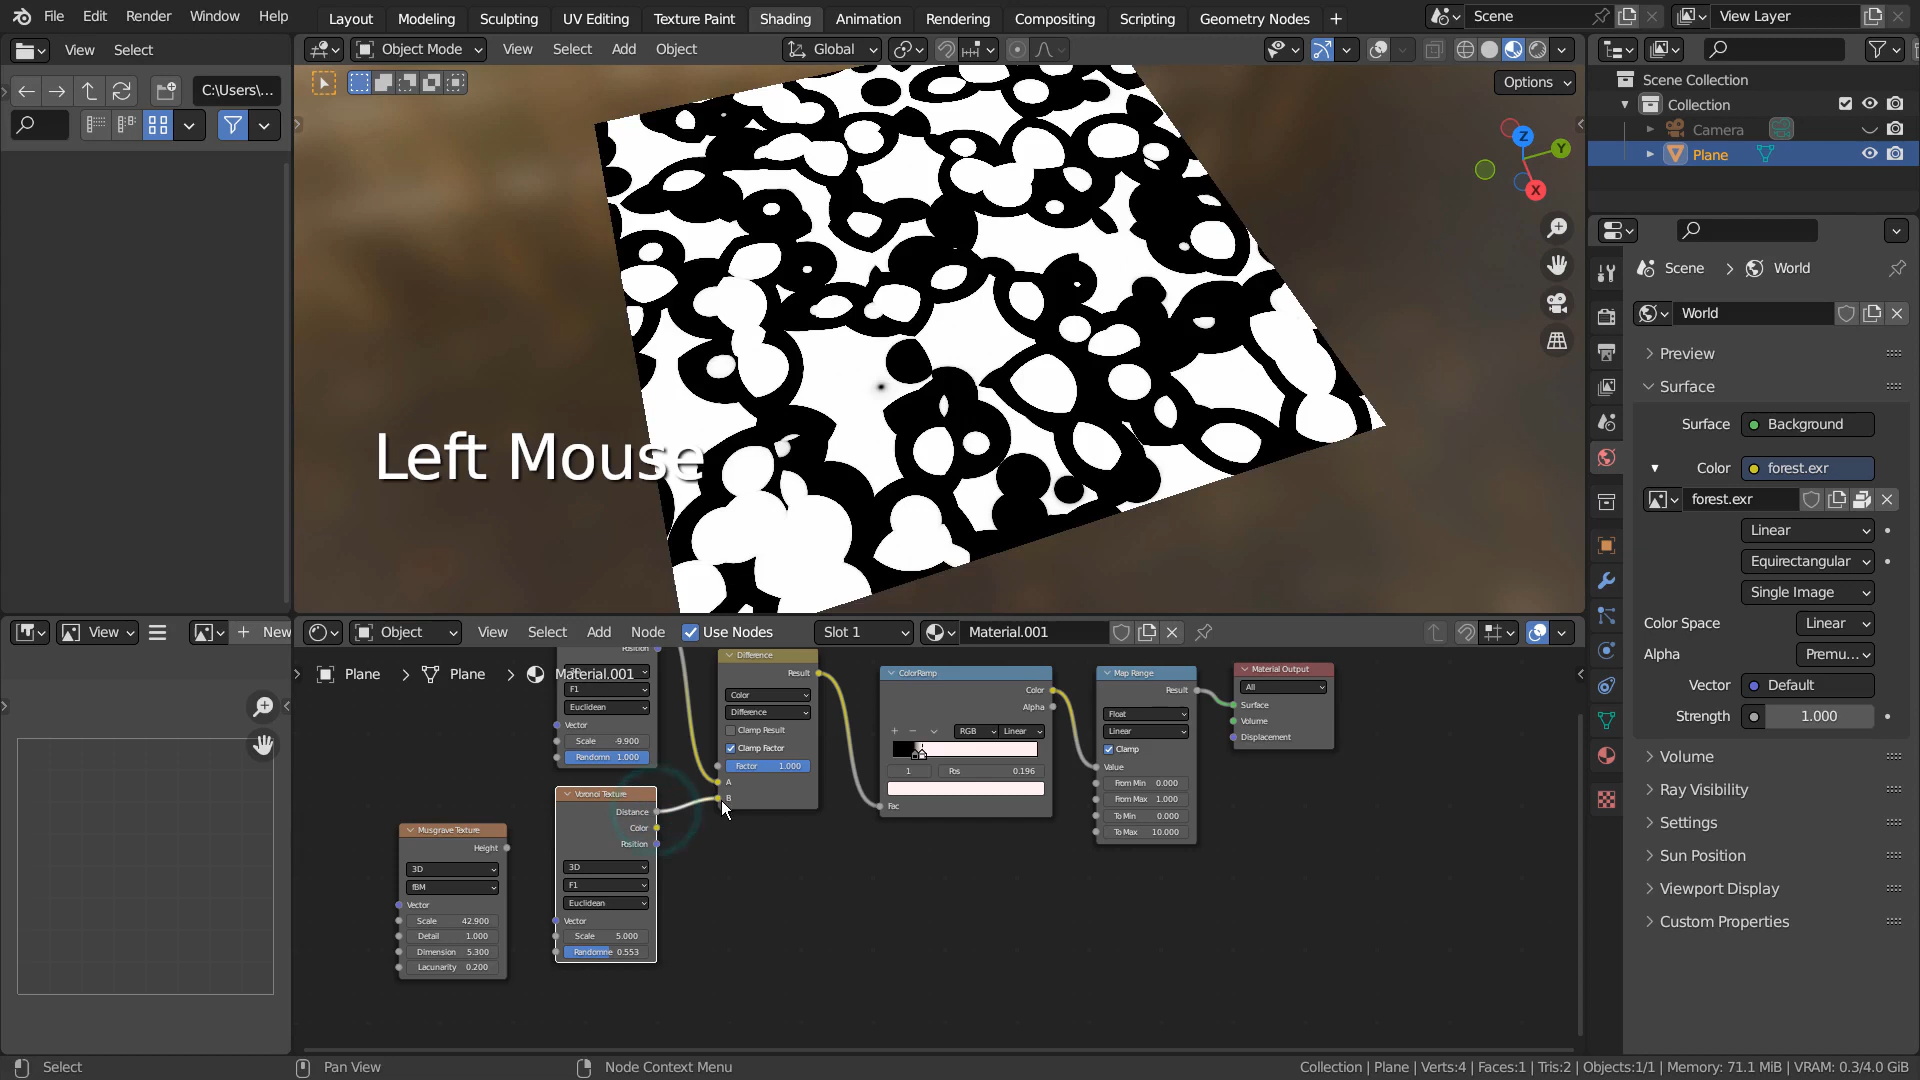 File Edit Render Window Help Layout Modeling Sculpting UV Editing Texture Paint Shading Animation Rendering Compositing Scripting Geometry Nodes + Scene View Layer
View Select
Object Mode View Select Add Object Global
C:\Users\...
Options
Scene Collection
Collection
Camera
Plane
Z
Y
X
Scene > World
World
Preview
Surface
Surface Background
Color forest.exr
forest.exr
Linear
Equirectangular
Single Image
Color Space Linear
Alpha Premu...
Vector Default
Strength 1.000
Volume
Ray Visibility
Settings
Sun Position
Viewport Display
Custom Properties
Left Mouse
View + New
Object View Select Add Node Use Nodes Slot 1 Material.001
Plane > Plane > Material.001
Position
F1
Euclidean
Vector
Scale -9.900
Randomn 1.000
Difference
Result
Color
Difference
Clamp Result
Clamp Factor
Factor 1.000
A
B
ColorRamp
Color
Alpha
+ − RGB Linear
1 Pos 0.196
Fac
Map Range
Result
Float
Linear
Clamp
Value
From Min 0.000
From Max 1.000
To Min 0.000
To Max 10.000
Material Output
All
Surface
Volume
Displacement
Voronoi Texture
Distance
Color
Position
3D
F1
Euclidean
Vector
Scale 5.000
Randomne 0.553
Musgrave Texture
Height
3D
fBM
Vector
Scale 42.900
Detail 1.000
Dimension 5.300
Lacunarity 0.200
Select Pan View Node Context Menu Collection | Plane | Verts:4 | Faces:1 | Tris:2 | Objects:1/1 | Memory: 71.1 MiB | VRAM: 0.3/4.0 GiB